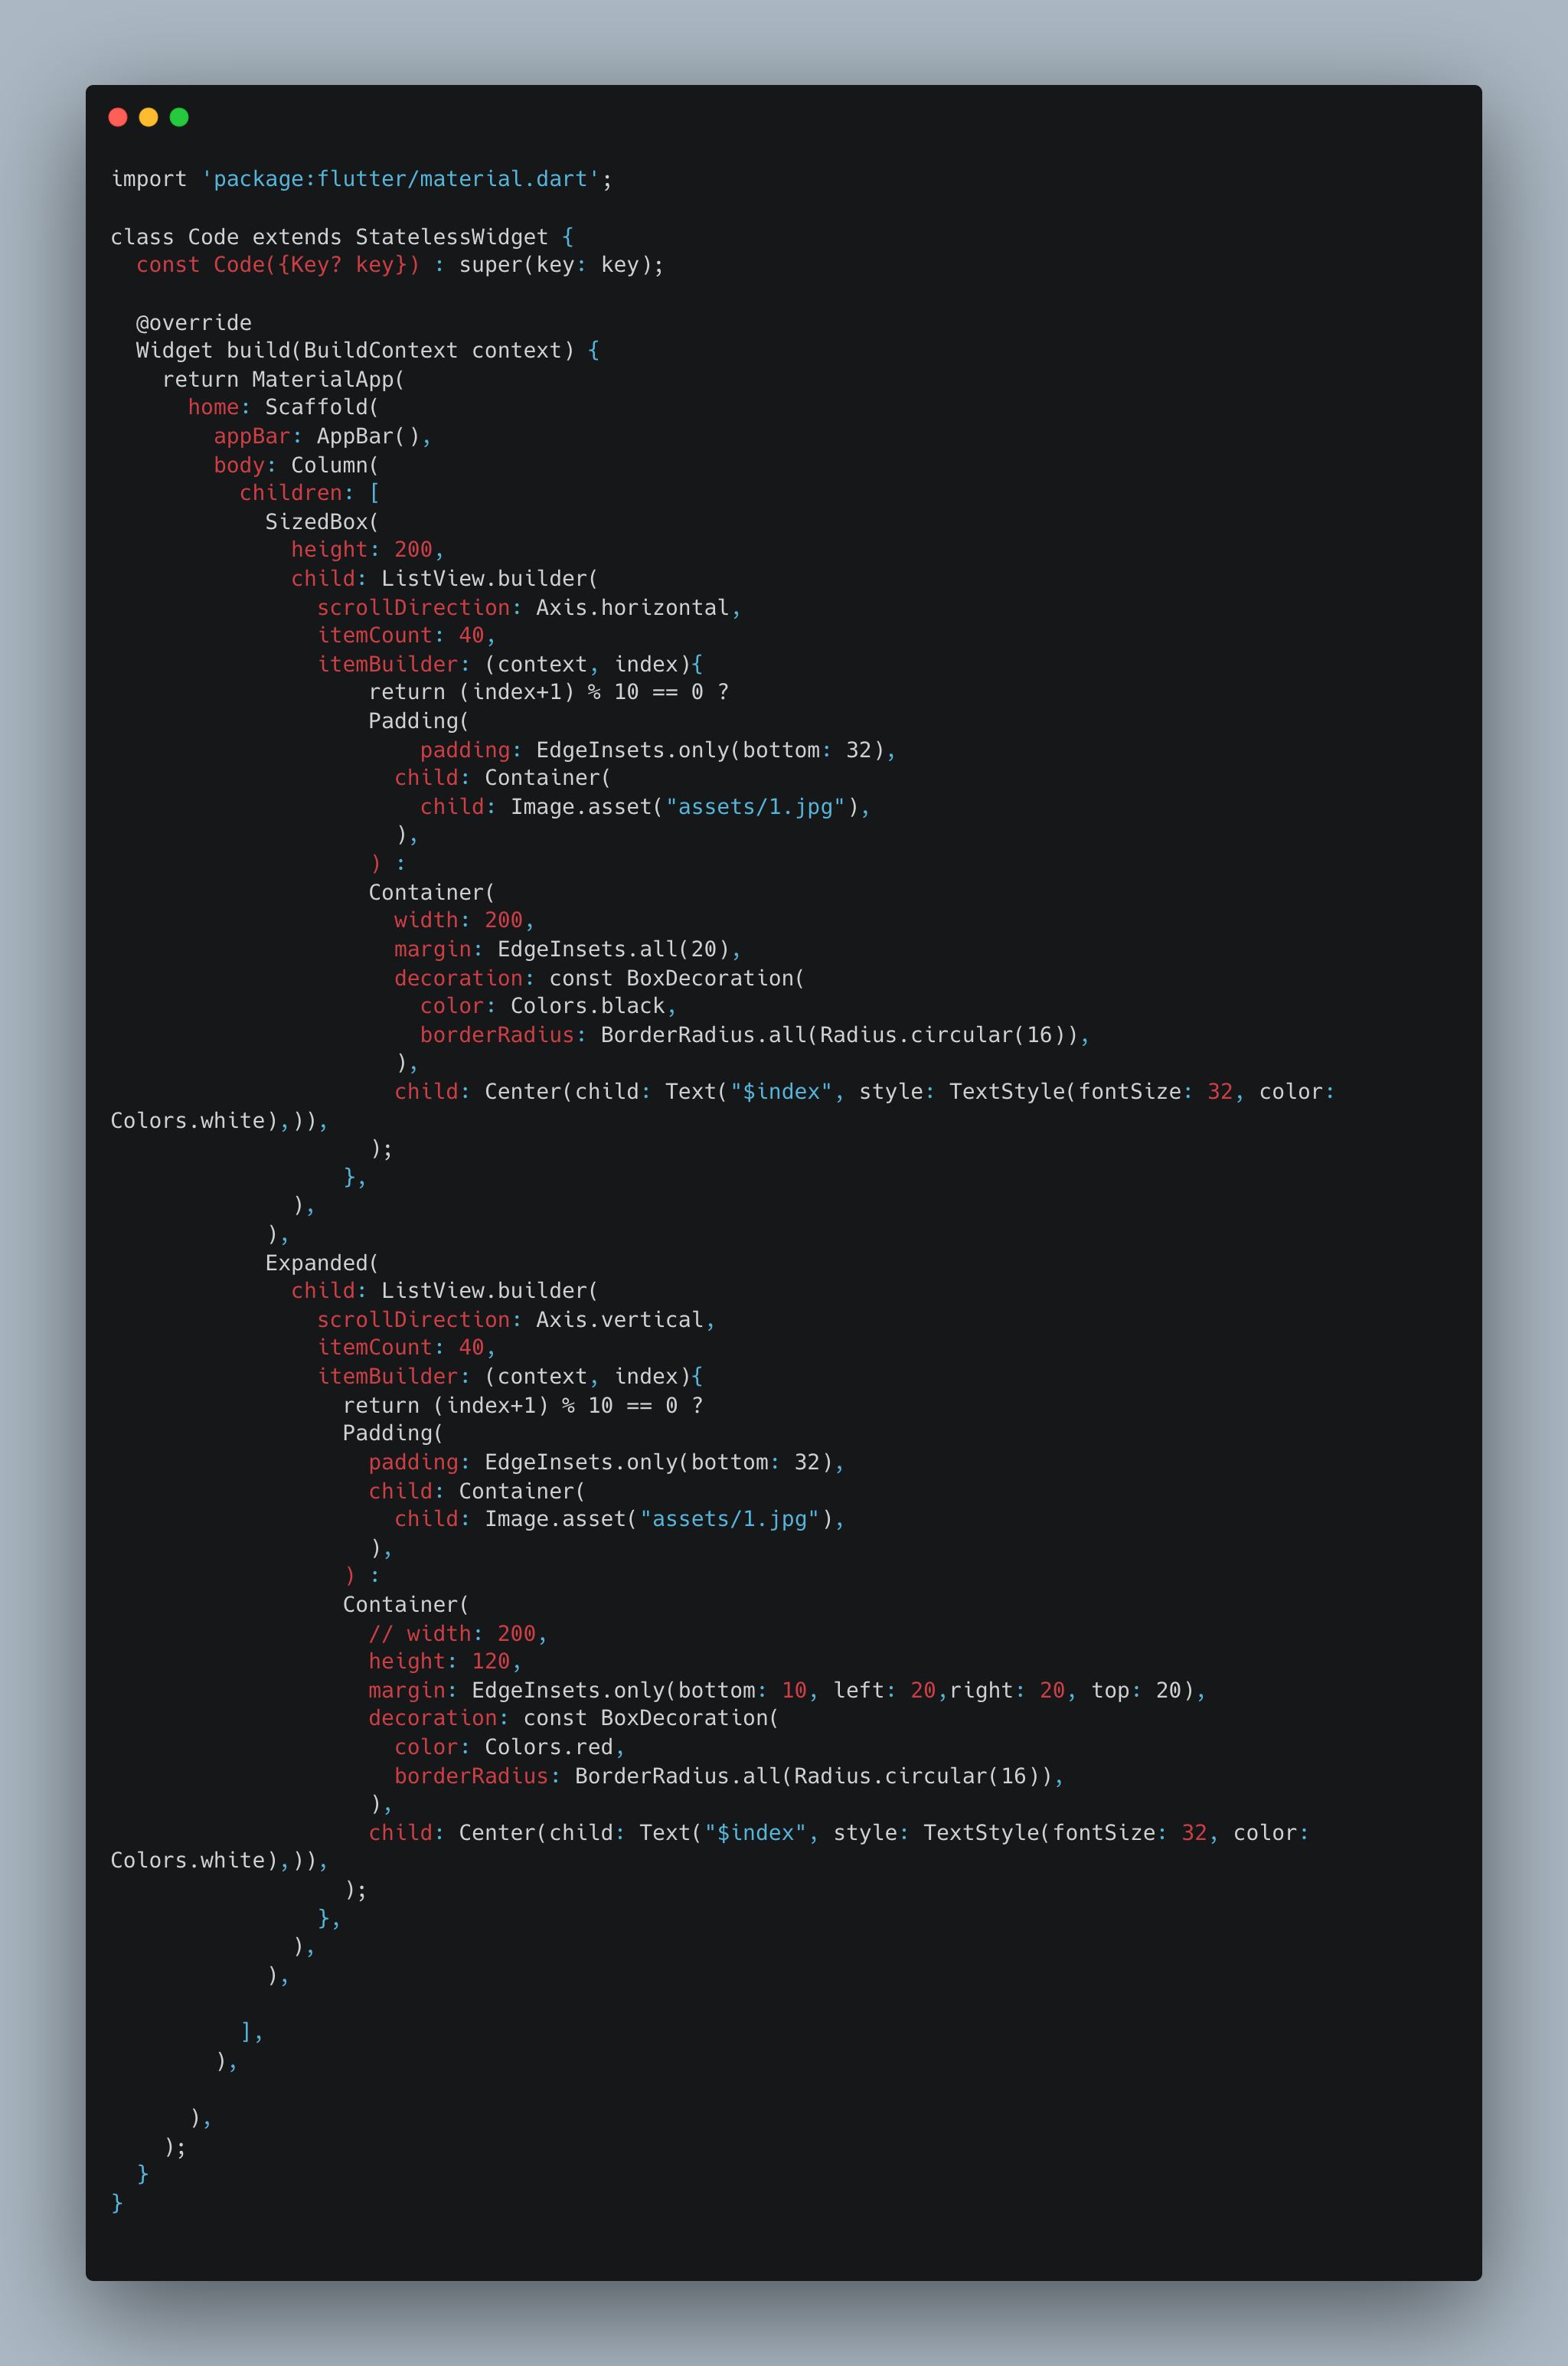 import 'package:flutter/material.dart';

class Code extends StatelessWidget {
  const Code({Key? key}) : super(key: key);

  @override
  Widget build(BuildContext context) {
    return MaterialApp(
      home: Scaffold(
        appBar: AppBar(),
        body: Column(
          children: [
            SizedBox(
              height: 200,
              child: ListView.builder(
                scrollDirection: Axis.horizontal,
                itemCount: 40,
                itemBuilder: (context, index){
                    return (index+1) % 10 == 0 ?
                    Padding(
                        padding: EdgeInsets.only(bottom: 32),
                      child: Container(
                        child: Image.asset("assets/1.jpg"),
                      ),
                    ) :
                    Container(
                      width: 200,
                      margin: EdgeInsets.all(20),
                      decoration: const BoxDecoration(
                        color: Colors.black,
                        borderRadius: BorderRadius.all(Radius.circular(16)),
                      ),
                      child: Center(child: Text("$index", style: TextStyle(fontSize: 32, color:
Colors.white),)),
                    );
                  },
              ),
            ),
            Expanded(
              child: ListView.builder(
                scrollDirection: Axis.vertical,
                itemCount: 40,
                itemBuilder: (context, index){
                  return (index+1) % 10 == 0 ?
                  Padding(
                    padding: EdgeInsets.only(bottom: 32),
                    child: Container(
                      child: Image.asset("assets/1.jpg"),
                    ),
                  ) :
                  Container(
                    // width: 200,
                    height: 120,
                    margin: EdgeInsets.only(bottom: 10, left: 20,right: 20, top: 20),
                    decoration: const BoxDecoration(
                      color: Colors.red,
                      borderRadius: BorderRadius.all(Radius.circular(16)),
                    ),
                    child: Center(child: Text("$index", style: TextStyle(fontSize: 32, color:
Colors.white),)),
                  );
                },
              ),
            ),

          ],
        ),

      ),
    );
  }
}